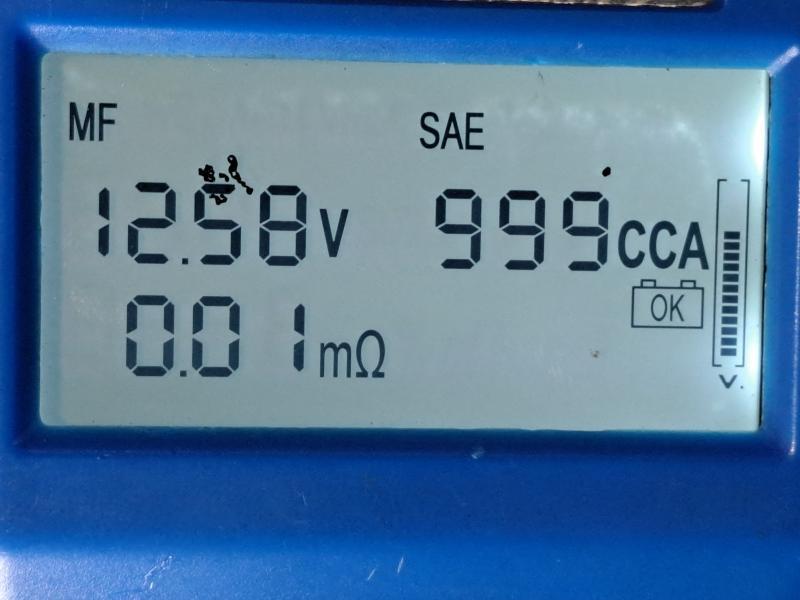 MF SAE
12.58V 999CCA
OK
0.01mΩ
V.